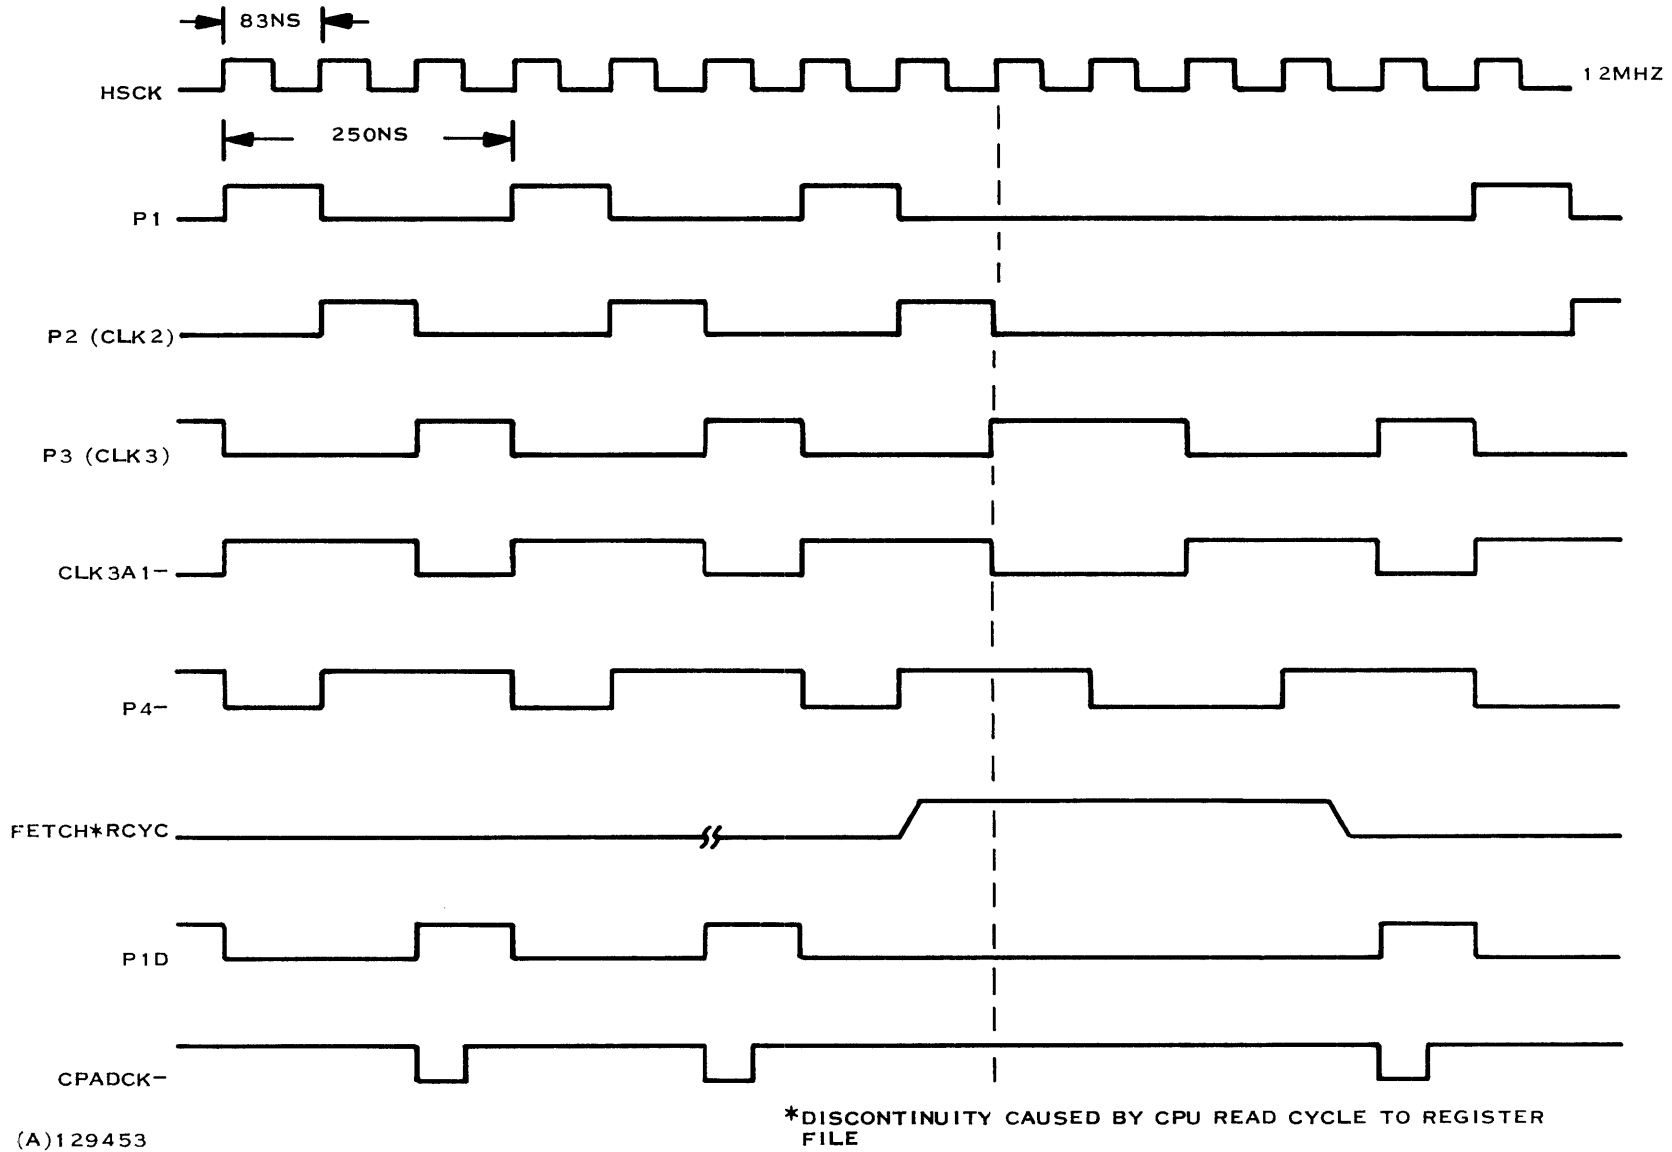 83NS
HSCK
12MHZ
250NS
P1
P2 (CLK2)
P3 (CLK3)
CLK3A1-
P4-
FETCH*RCYC
P1D
CPADCK-
*DISCONTINUITY CAUSED BY CPU READ CYCLE TO REGISTER
FILE
(A)129453